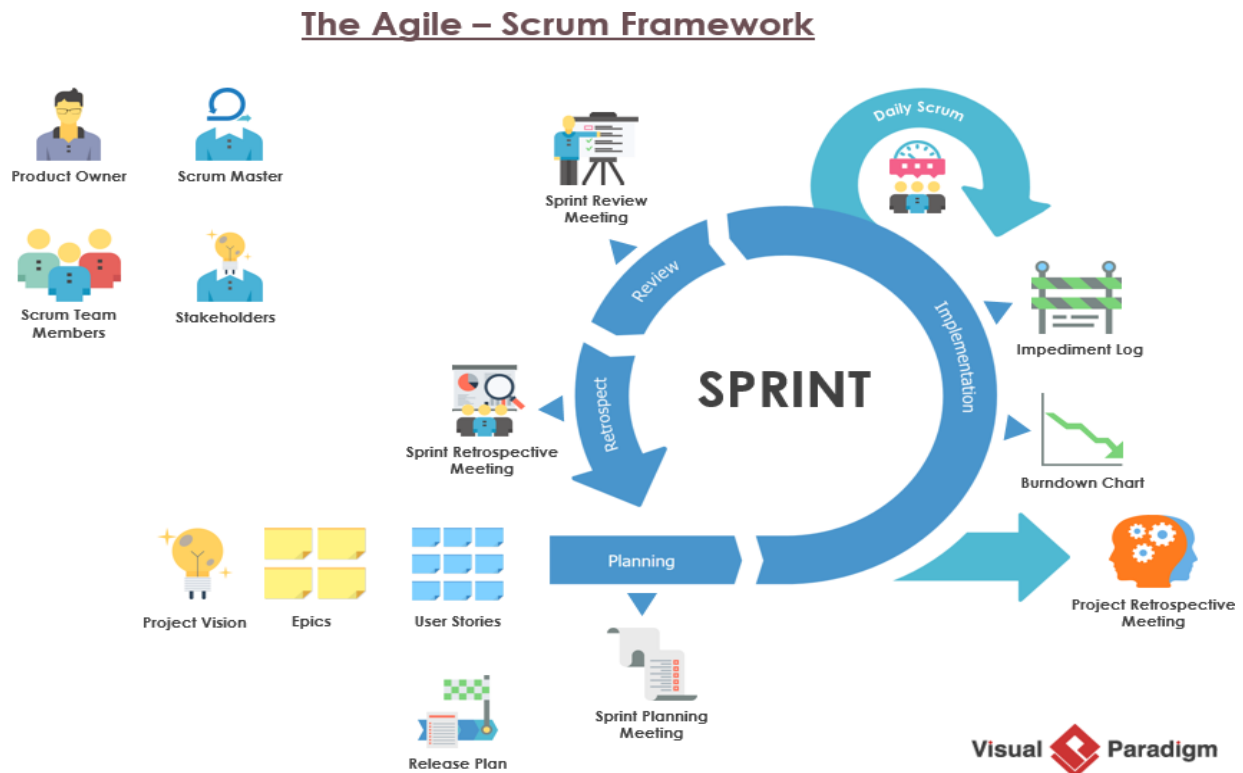 The Agile – Scrum Framework
Product Owner
Scrum Master
Scrum Team
Members
Stakeholders
Sprint Review
Meeting
Daily Scrum
Review
Implementation
Impediment Log
SPRINT
Retrospect
Sprint Retrospective
Meeting
Burndown Chart
Planning
Project Vision
Epics
User Stories
Project Retrospective
Meeting
Sprint Planning
Meeting
Release Plan
Visual Paradigm